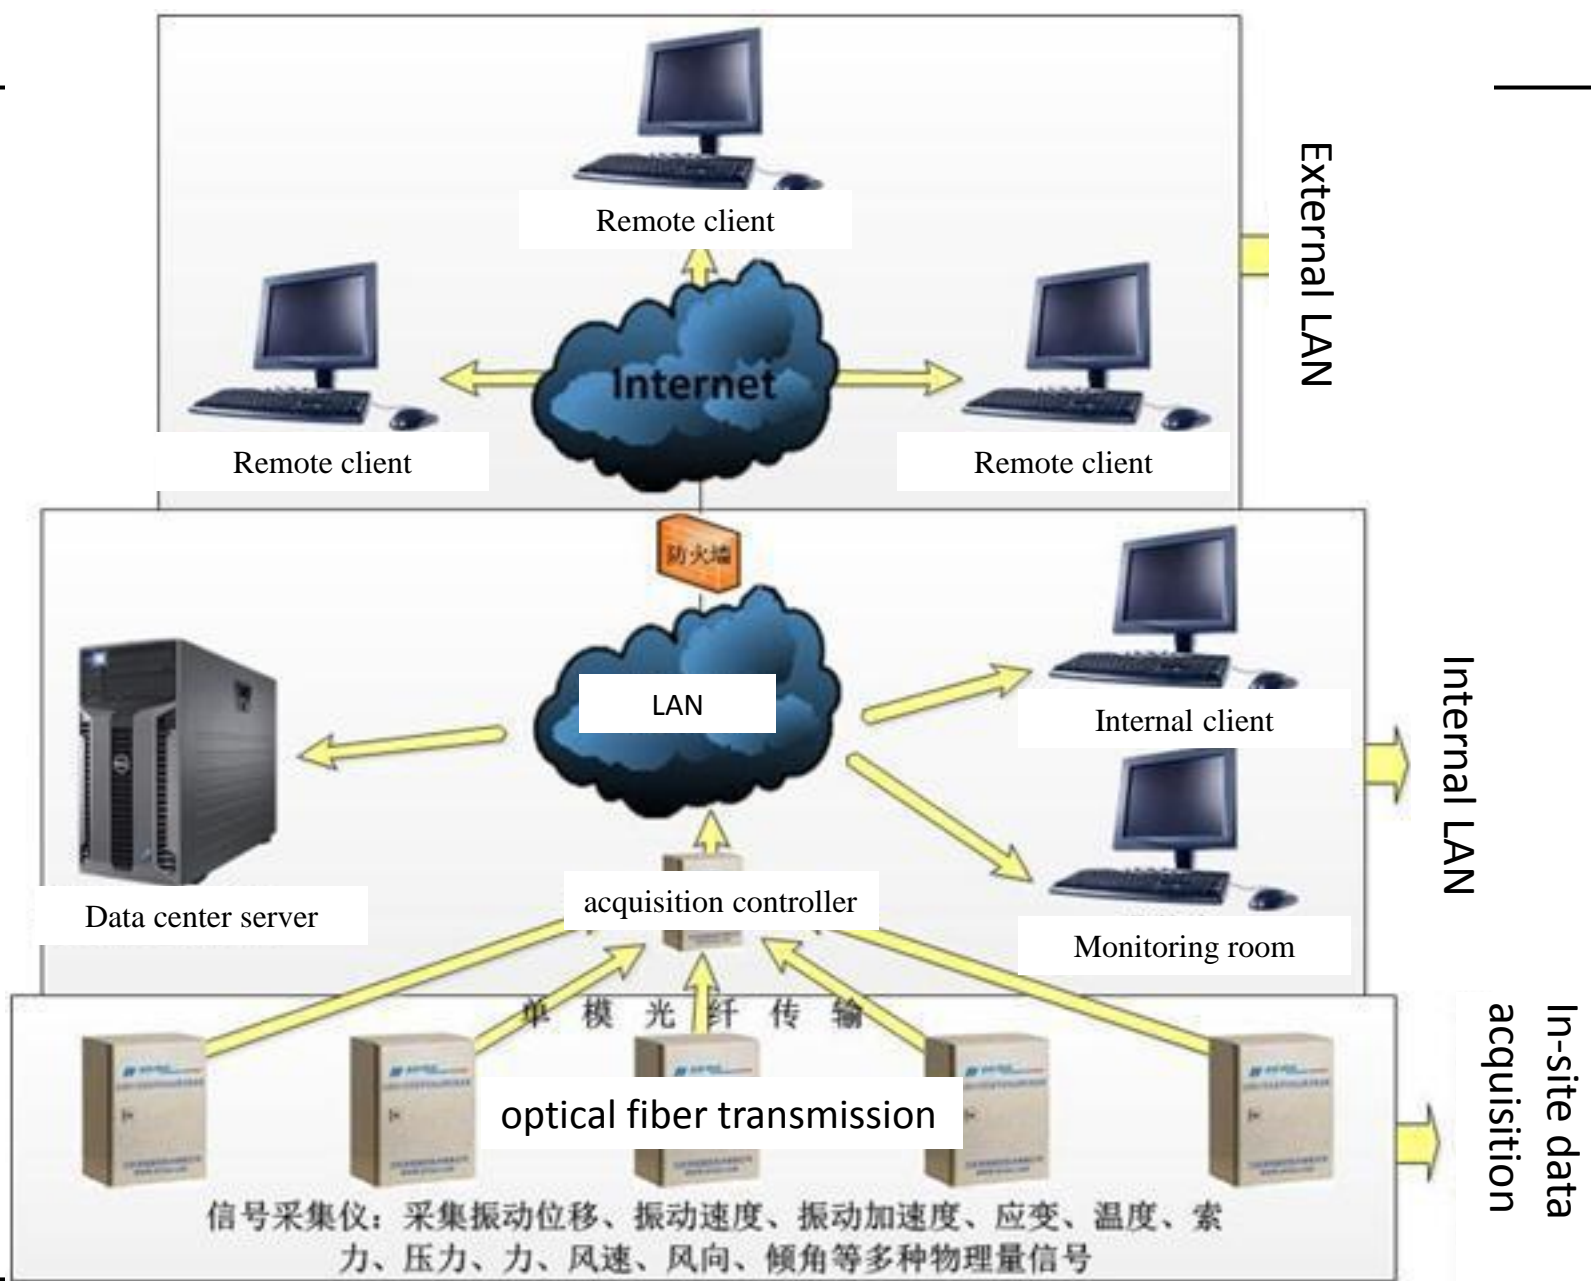 Remote client
External LAN
Internet
Remote client
Remote client
防火墙
LAN
Internal client
Internal LAN
Data center server
acquisition controller
Monitoring room
单模光纤传输
In-site data
acquisition
optical fiber transmission
信号采集仪：采集振动位移、振动速度、振动加速度、应变、温度、索
力、压力、力、风速、风向、倾角等多种物理量信号